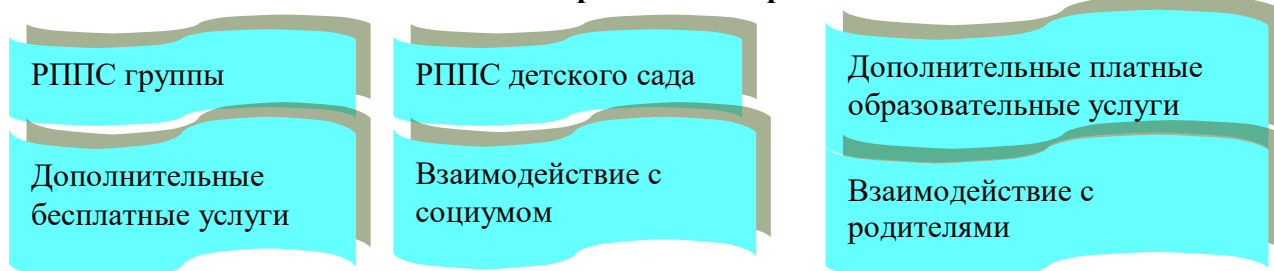 РППС группы
РППС детского сада
Дополнительные платные
образовательные услуги
Дополнительные
бесплатные услуги
Взаимодействие с
социумом
Взаимодействие с
родителями